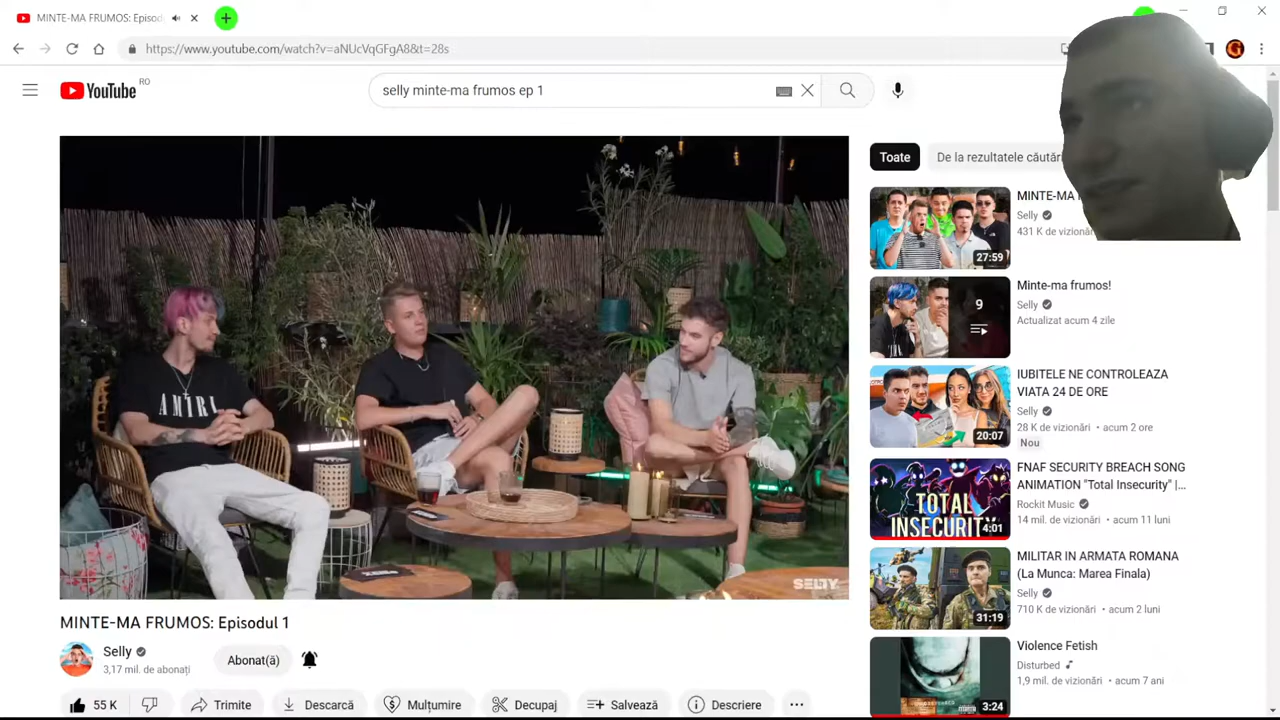 MINTE-MA FRUMOS: Episod
https://www.youtube.com/watch?v=aNUcVqGFgA8&t=28s
YouTube RO
selly minte-ma frumos ep 1
AMIRI
SELLY
MINTE-MA FRUMOS: Episodul 1
Selly
3,17 mil. de abonați
Abonat(ă)
55 K
Trimite
Descarcă
Mulțumire
Decupaj
Salvează
Descriere
Toate
De la rezultatele căutări
MINTE-MA
Selly
431 K de vizionări
27:59
Minte-ma frumos!
Selly
Actualizat acum 4 zile
9
IUBITELE NE CONTROLEAZA
VIATA 24 DE ORE
Selly
28 K de vizionări • acum 2 ore
Nou
20:07
FNAF SECURITY BREACH SONG
ANIMATION "Total Insecurity" |...
Rockit Music
14 mil. de vizionări • acum 11 luni
TOTAL
INSECURITY
4:01
MILITAR IN ARMATA ROMANA
(La Munca: Marea Finala)
Selly
710 K de vizionări • acum 2 luni
31:19
Violence Fetish
Disturbed
1,9 mil. de vizionări • acum 7 ani
3:24